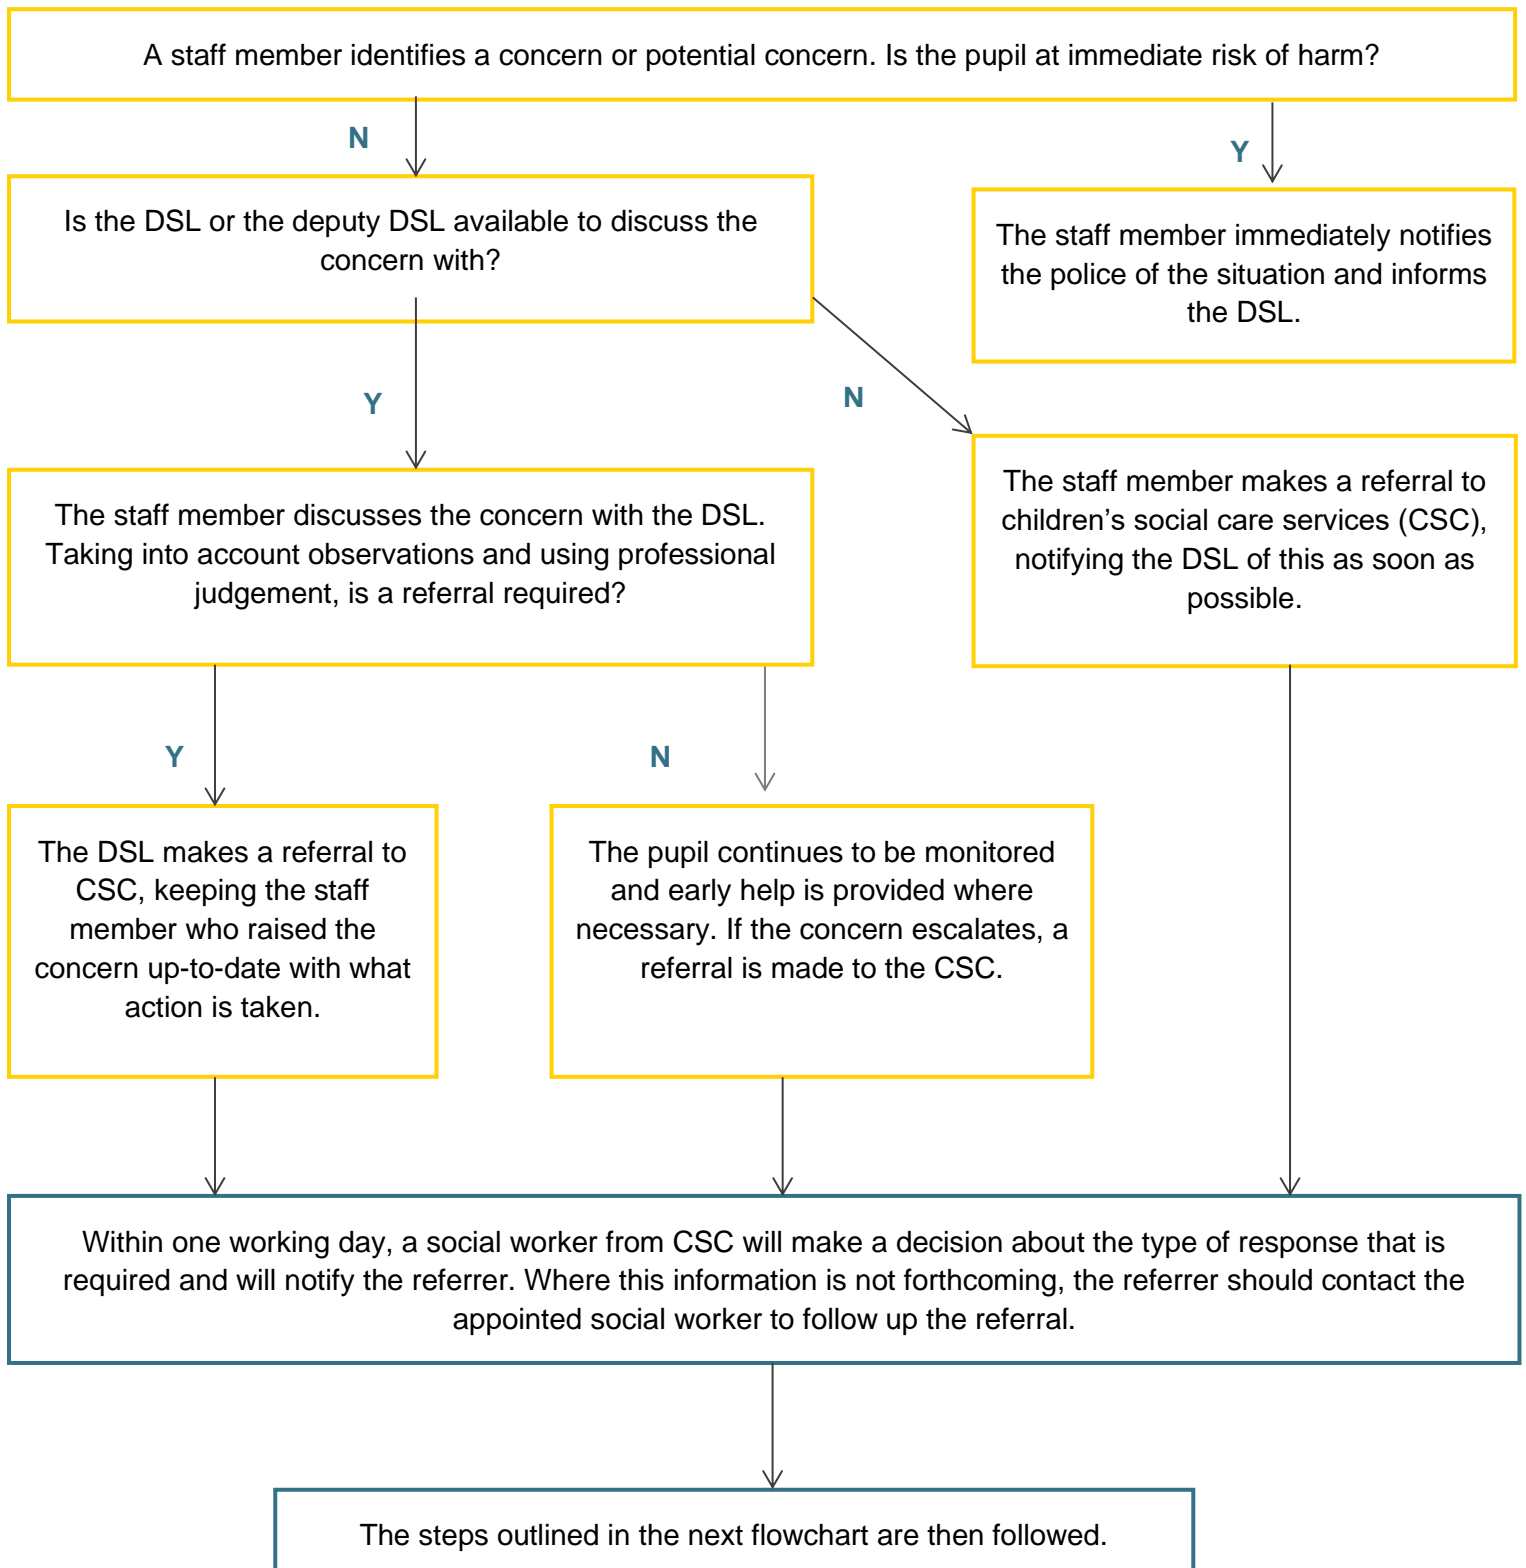 A staff member identifies a concern or potential concern. Is the pupil at immediate risk of harm?
N
Y
Is the DSL or the deputy DSL available to discuss the
concern with?
The staff member immediately notifies
the police of the situation and informs
the DSL.
Y
N
The staff member discusses the concern with the DSL.
Taking into account observations and using professional
judgement, is a referral required?
The staff member makes a referral to
children’s social care services (CSC),
notifying the DSL of this as soon as
possible.
Y
N
The DSL makes a referral to
CSC, keeping the staff
member who raised the
concern up-to-date with what
action is taken.
The pupil continues to be monitored
and early help is provided where
necessary. If the concern escalates, a
referral is made to the CSC.
Within one working day, a social worker from CSC will make a decision about the type of response that is
required and will notify the referrer. Where this information is not forthcoming, the referrer should contact the
appointed social worker to follow up the referral.
The steps outlined in the next flowchart are then followed.